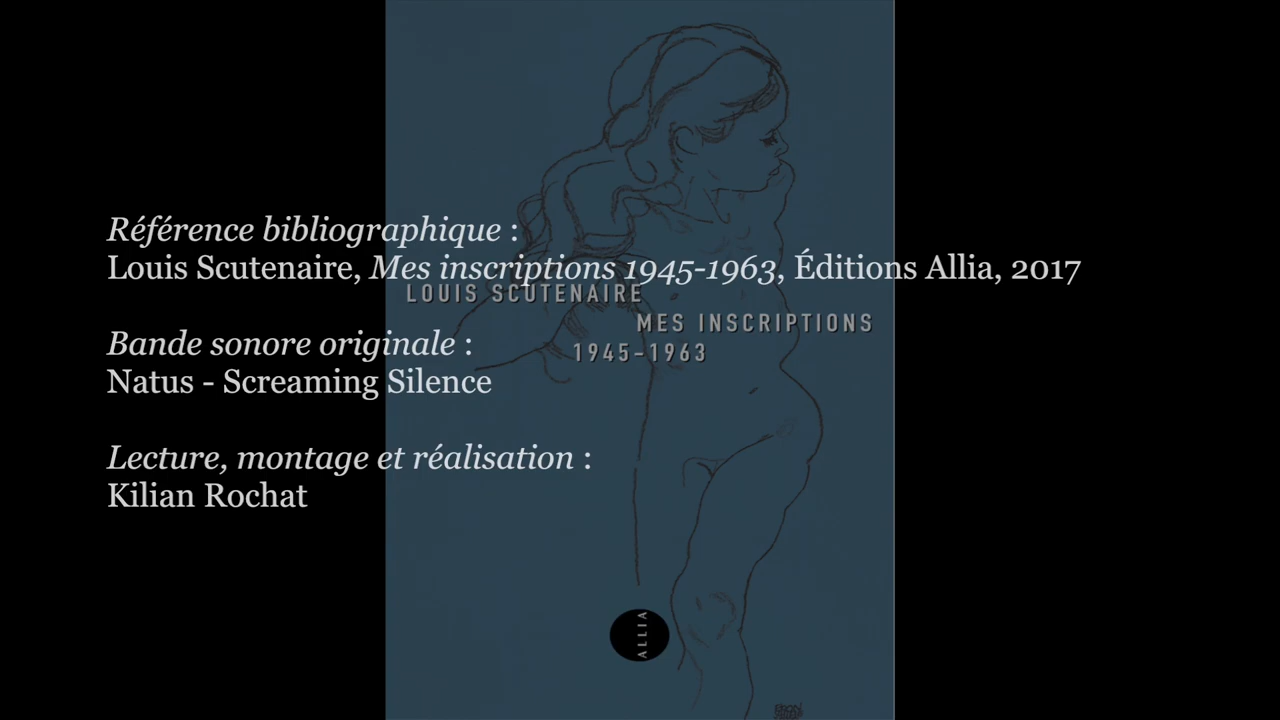 Référence bibliographique :
Louis Scutenaire, Mes inscriptions 1945-1963, Éditions Allia, 2017
LOUIS SCUTENAIRE
MES INSCRIPTIONS
1945-1963
Bande sonore originale :
Natus - Screaming Silence
Lecture, montage et réalisation :
Kilian Rochat
ALLIA